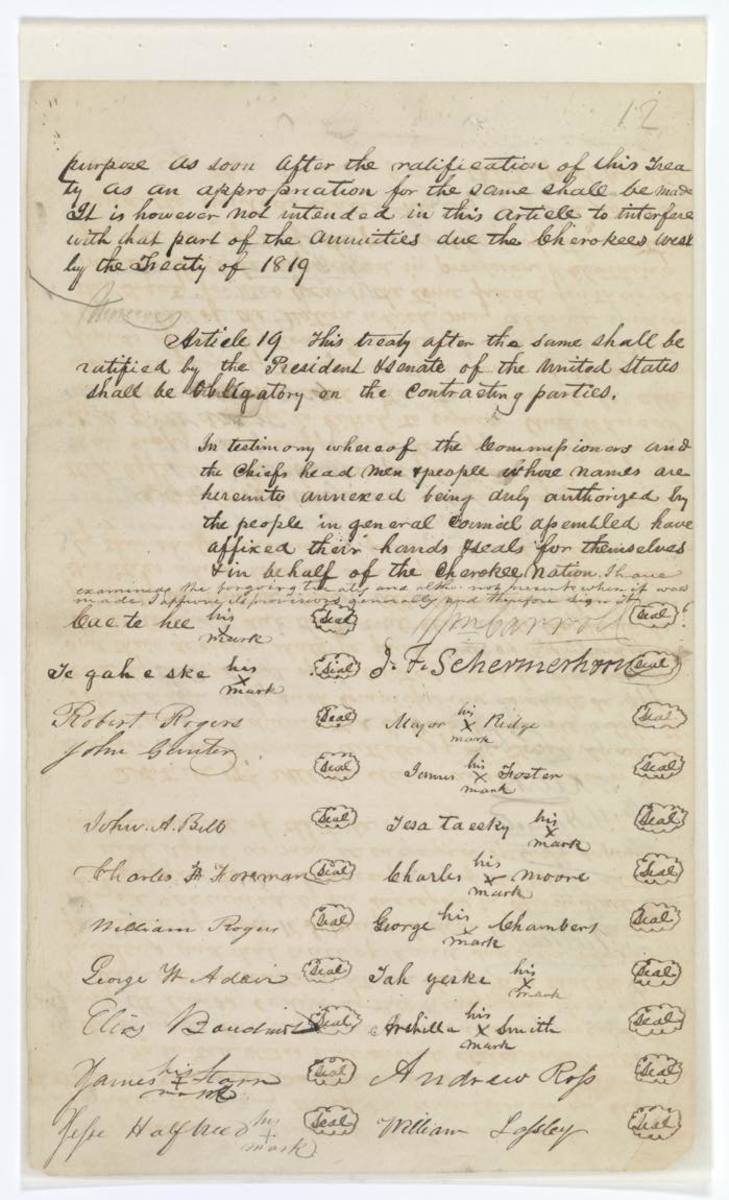 12
purpose as soon after the ratification of this Trea
ty as an appropriation for the same shall be made
It is however not intended in this article to interfere
with that part of the annuities due the Cherokees west
by the Treaty of 1819
Article 19 This treaty after the same shall be
ratified by the President & Senate of the United States
shall be Obligatory on the Contracting parties.
In testimony whereof the Commissioners and
the Chiefs head men & people whose names are
hereunto annexed being duly authorized by
the people in general Council assembled have
affixed their hands & seals for themselves
& in behalf of the Cherokee Nation. I have
examined the forgoing treaty and altho not present when it was
made, I approve its provisions generally and therefore sign it
Cae te hee his x mark Seal Wm Carroll Seal
Te gah e ske his x mark Seal J. F. Schermerhorn Seal
Robert Rogers Seal Major his x mark Ridge Seal
John Gunter Seal James his x mark Foster Seal
John. A. Bell Seal Tesa ta esky his x mark Seal
Charles Foreman Seal Charles his x mark Moore Seal
William Rogers Seal George his x mark Chambers Seal
George W Adair Seal Tah yeske his x mark Seal
Elias Boudinot Seal Archilla his x mark Smith Seal
James his x mark Starr Seal Andrew Ross Seal
Jesse Halfbreed his x mark Seal William Lassley Seal